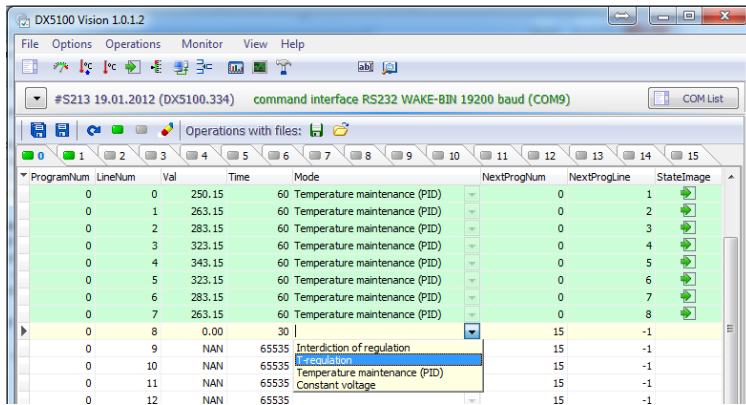 DX5100 Vision 1.0.1.2
File Options Operations Monitor View Help
#S213 19.01.2012 (DX5100.334) command interface RS232 WAKE-BIN 19200 baud (COM9) COM List
Operations with files:
0 1 2 3 4 5 6 7 8 9 10 11 12 13 14 15
ProgramNum LineNum Val Time Mode NextProgNum NextProgLine StateImage
0 0 250.15 60 Temperature maintenance (PID) 0 1
0 1 263.15 60 Temperature maintenance (PID) 0 2
0 2 283.15 60 Temperature maintenance (PID) 0 3
0 3 323.15 60 Temperature maintenance (PID) 0 4
0 4 343.15 60 Temperature maintenance (PID) 0 5
0 5 323.15 60 Temperature maintenance (PID) 0 6
0 6 283.15 60 Temperature maintenance (PID) 0 7
0 7 263.15 60 Temperature maintenance (PID) 0 8
0 8 0.00 30 15 -1
0 9 NAN 65535 Interdiction of regulation 15 -1
T-regulation
0 10 NAN 65535 Temperature maintenance (PID) 15 -1
0 11 NAN 65535 Constant voltage 15 -1
0 12 NAN 65535 15 -1